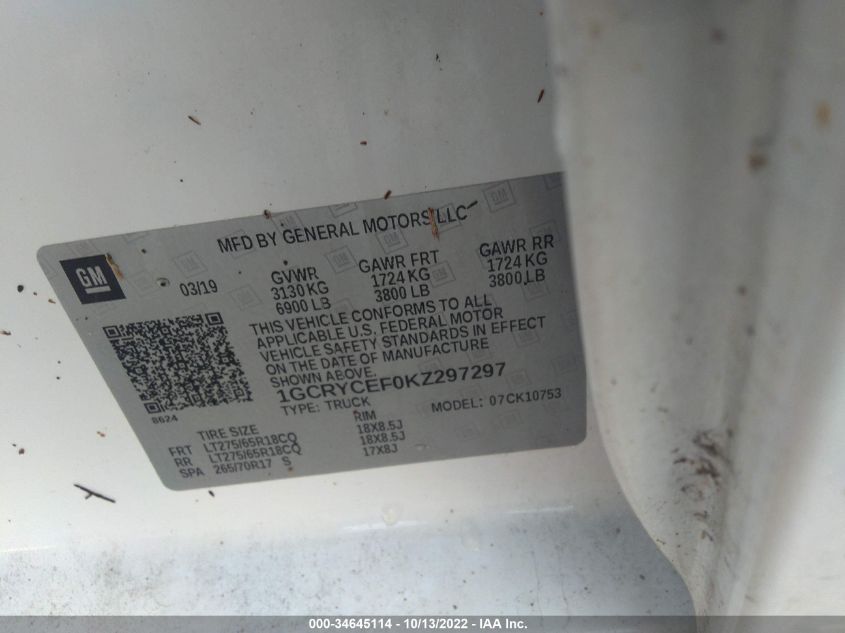 MFD BY GENERAL MOTORS LLC
GM
03/19
GVWR GAWR FRT GAWR RR
3130 KG 1724 KG 1724 KG
6900 LB 3800 LB 3800 LB
THIS VEHICLE CONFORMS TO ALL
APPLICABLE U.S. FEDERAL MOTOR
VEHICLE SAFETY STANDARDS IN EFFECT
ON THE DATE OF MANUFACTURE
SHOWN ABOVE.
1GCRYCEF0KZ297297
8624
TYPE: TRUCK MODEL: 07CK10753
TIRE SIZE RIM
FRT LT275/65R18CQ 18X8.5J
RR LT275/65R18CQ 18X8.5J
SPA 265/70R17 S 17X8J
000-34645114 - 10/13/2022 - IAA Inc.